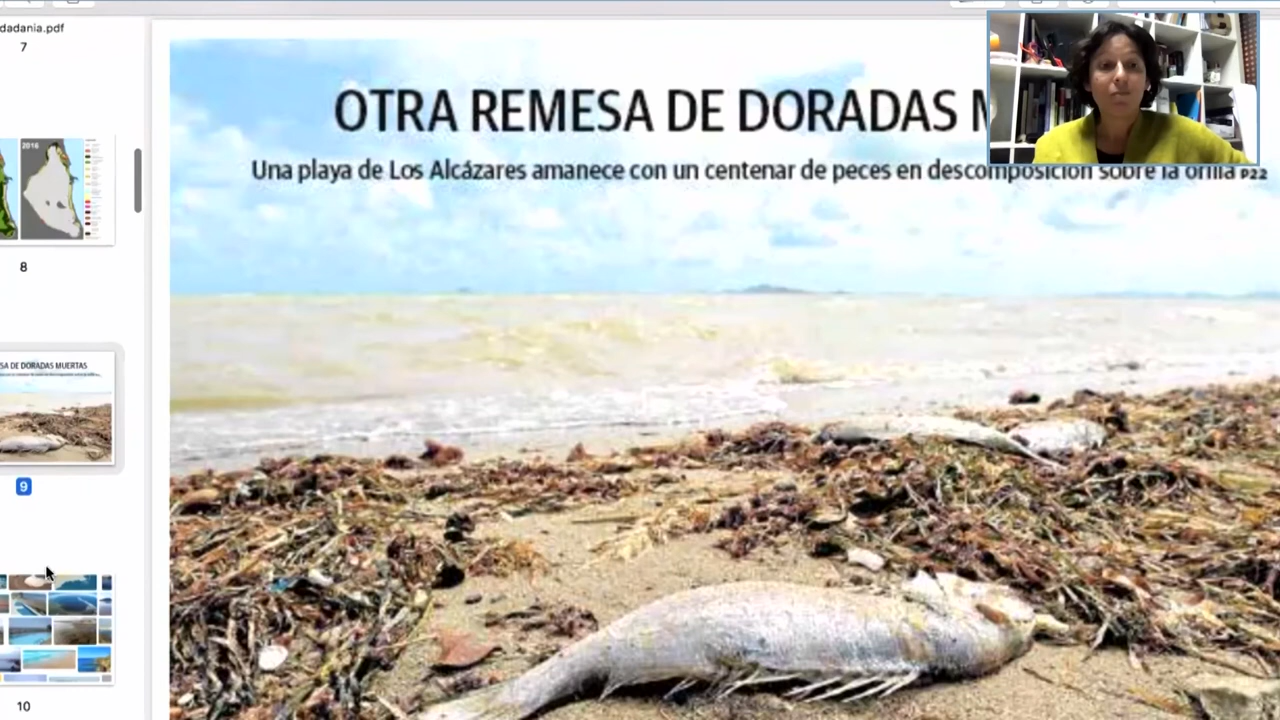 dadania.pdf
7
2016
8
OTRA REMESA DE DORADAS
Una playa de Los Alcázares amanece con un centenar de peces en descomposición sobre la orilla P22
SA DE DORADAS MUERTAS
9
10